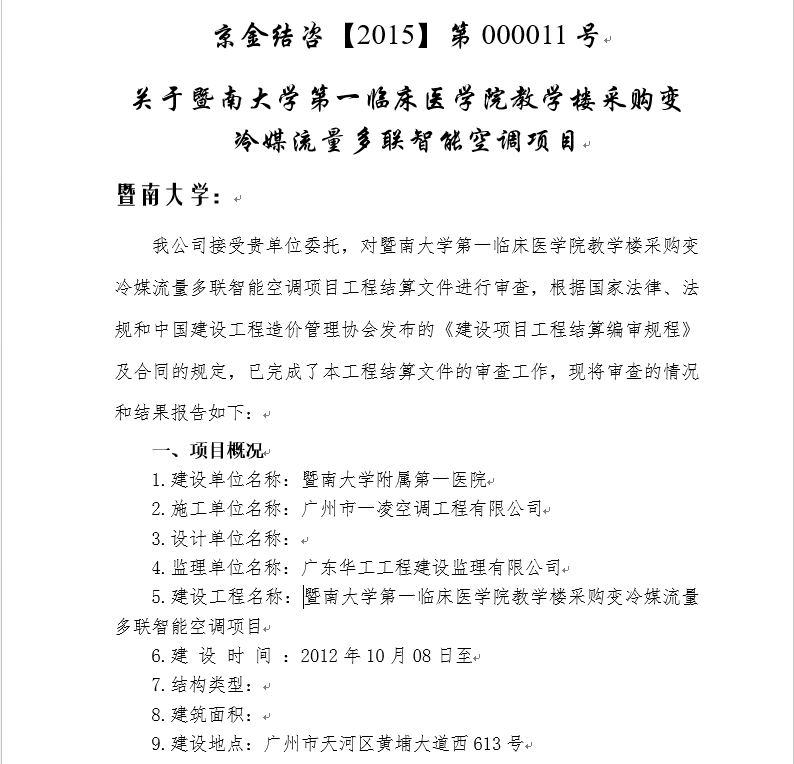 京金结咨【2015】第 000011 号
关于暨南大学第一临床医学院教学楼采购变
冷媒流量多联智能空调项目
暨南大学：
我公司接受贵单位委托，对暨南大学第一临床医学院教学楼采购变
冷媒流量多联智能空调项目工程结算文件进行审查，根据国家法律、法
规和中国建设工程造价管理协会发布的《建设项目工程结算编审规程》
及合同的规定，已完成了本工程结算文件的审查工作，现将审查的情况
和结果报告如下：
一、项目概况
1.建设单位名称：暨南大学附属第一医院
2.施工单位名称：广州市一凌空调工程有限公司
3.设计单位名称：
4.监理单位名称：广东华工工程建设监理有限公司
5.建设工程名称：暨南大学第一临床医学院教学楼采购变冷媒流量
多联智能空调项目
6.建 设 时 间 ：2012 年 10 月 08 日至
7.结构类型：
8.建筑面积：
9.建设地点：广州市天河区黄埔大道西 613 号